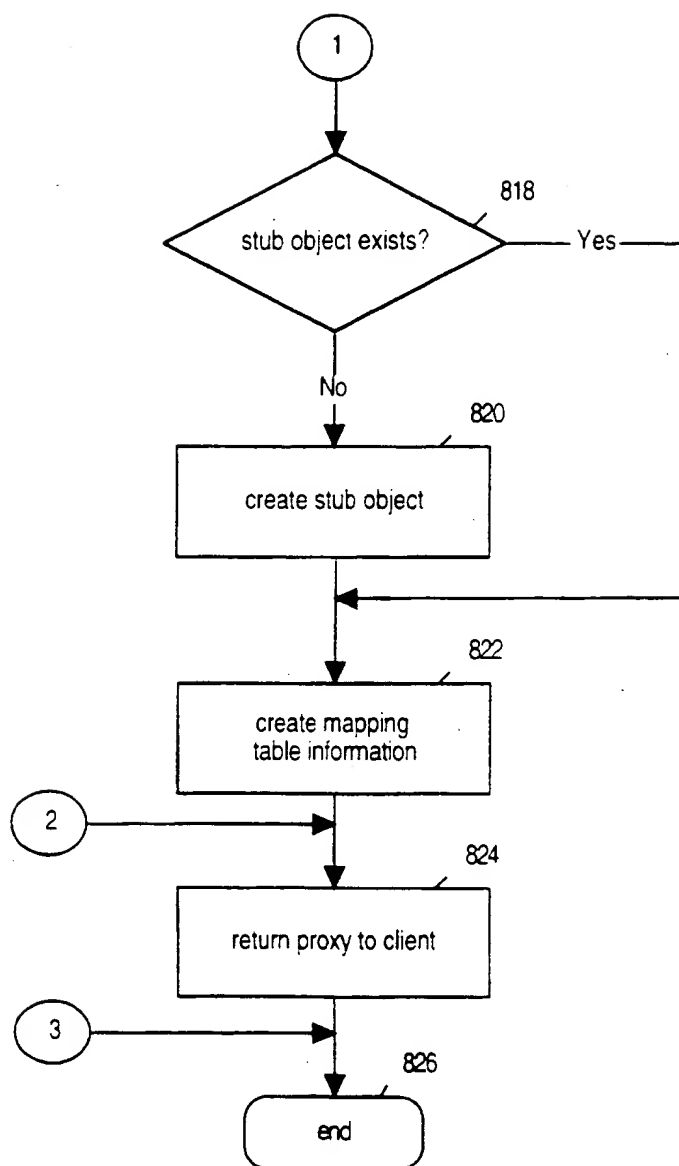 1
818
stub object exists?
Yes
No
820
create stub object
822
create mapping
table information
2
824
return proxy to client
3
826
end